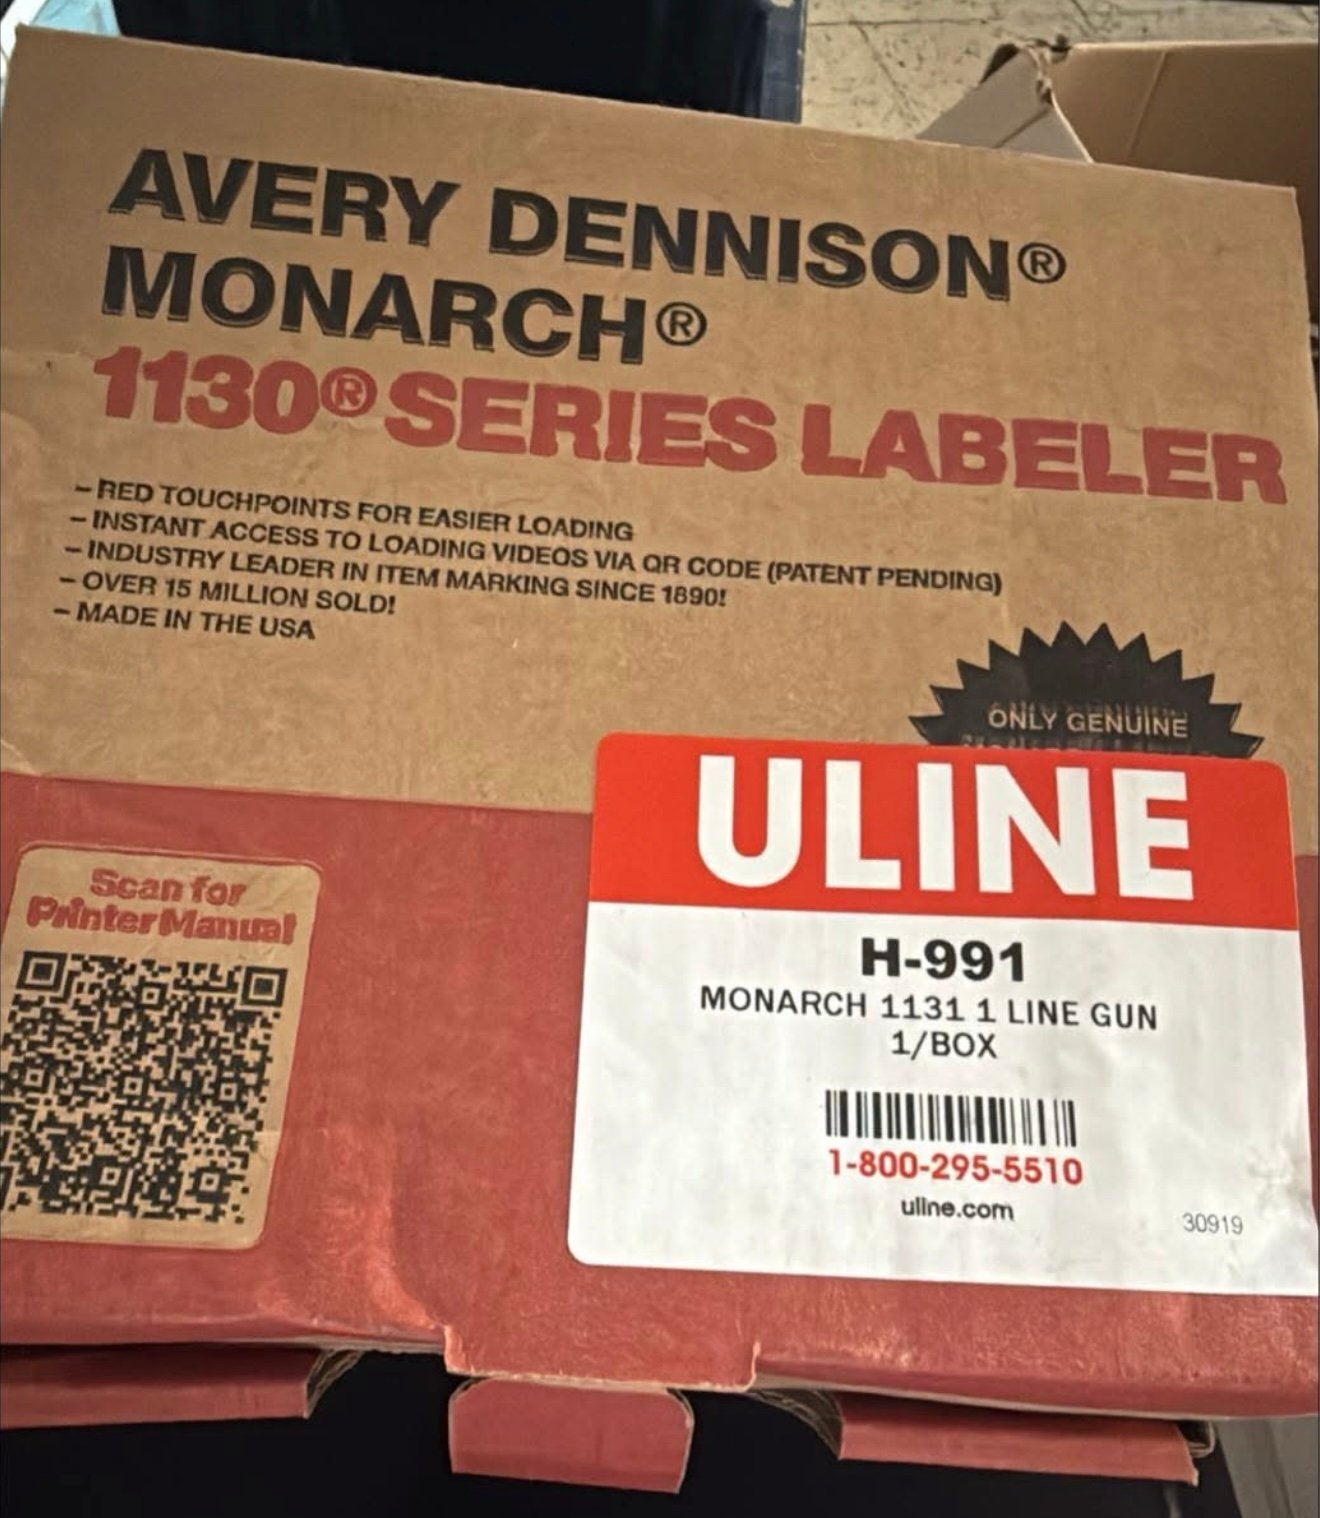 AVERY DENNISON®
MONARCH®
1130® SERIES LABELER
– RED TOUCHPOINTS FOR EASIER LOADING
– INSTANT ACCESS TO LOADING VIDEOS VIA QR CODE (PATENT PENDING)
– INDUSTRY LEADER IN ITEM MARKING SINCE 1890!
– OVER 15 MILLION SOLD!
– MADE IN THE USA
ONLY GENUINE
ULINE
H-991
MONARCH 1131 1 LINE GUN
1/BOX
1-800-295-5510
uline.com
30919
Scan for
Printer Manual